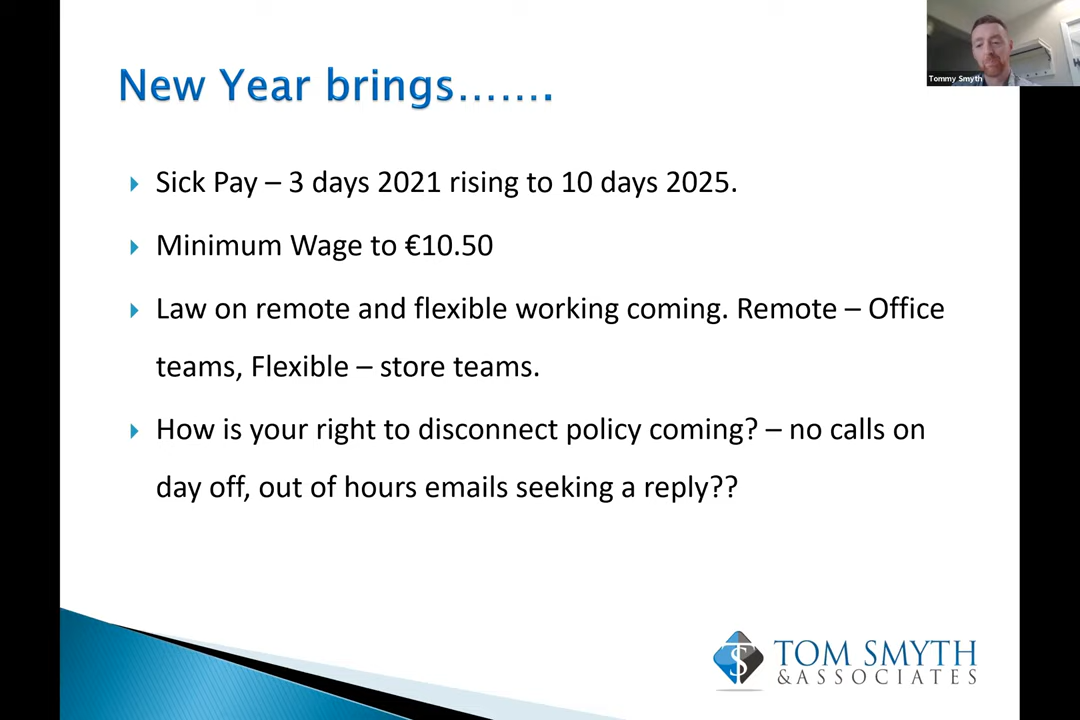 New Year brings…….
Tommy Smyth
Sick Pay – 3 days 2021 rising to 10 days 2025.
Minimum Wage to €10.50
Law on remote and flexible working coming. Remote – Office
teams, Flexible – store teams.
How is your right to disconnect policy coming? – no calls on
day off, out of hours emails seeking a reply??
TOM SMYTH
& ASSOCIATES